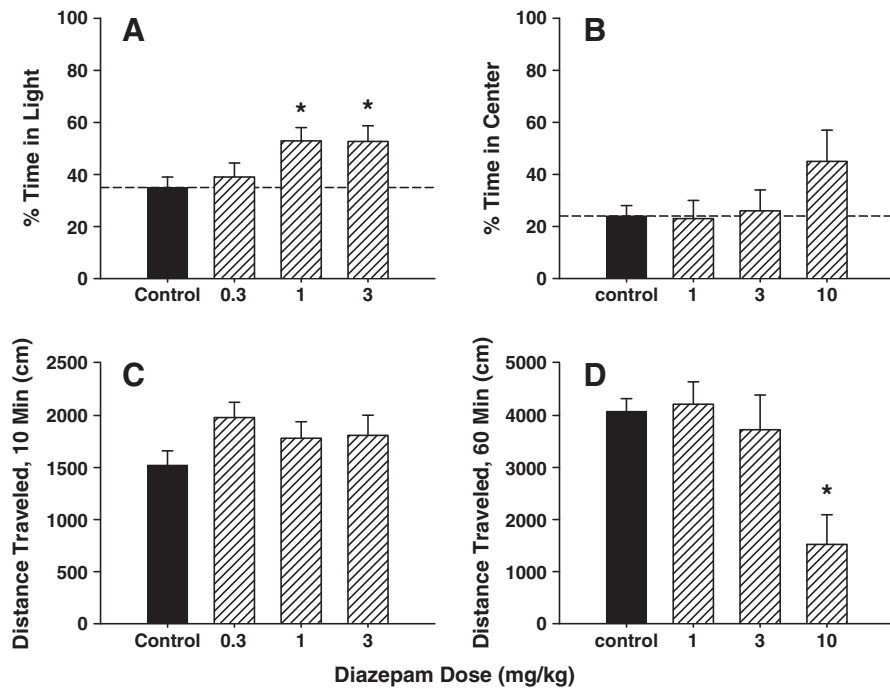 A
% Time in Light
100
80
60
40
20
0
* *
Control 0.3 1 3
B
% Time in Center
100
80
60
40
20
0
control 1 3 10
C
Distance Traveled, 10 Min (cm)
2500
2000
1500
1000
500
0
Control 0.3 1 3
D
Distance Traveled, 60 Min (cm)
5000
4000
3000
2000
1000
0
*
control 1 3 10
Diazepam Dose (mg/kg)